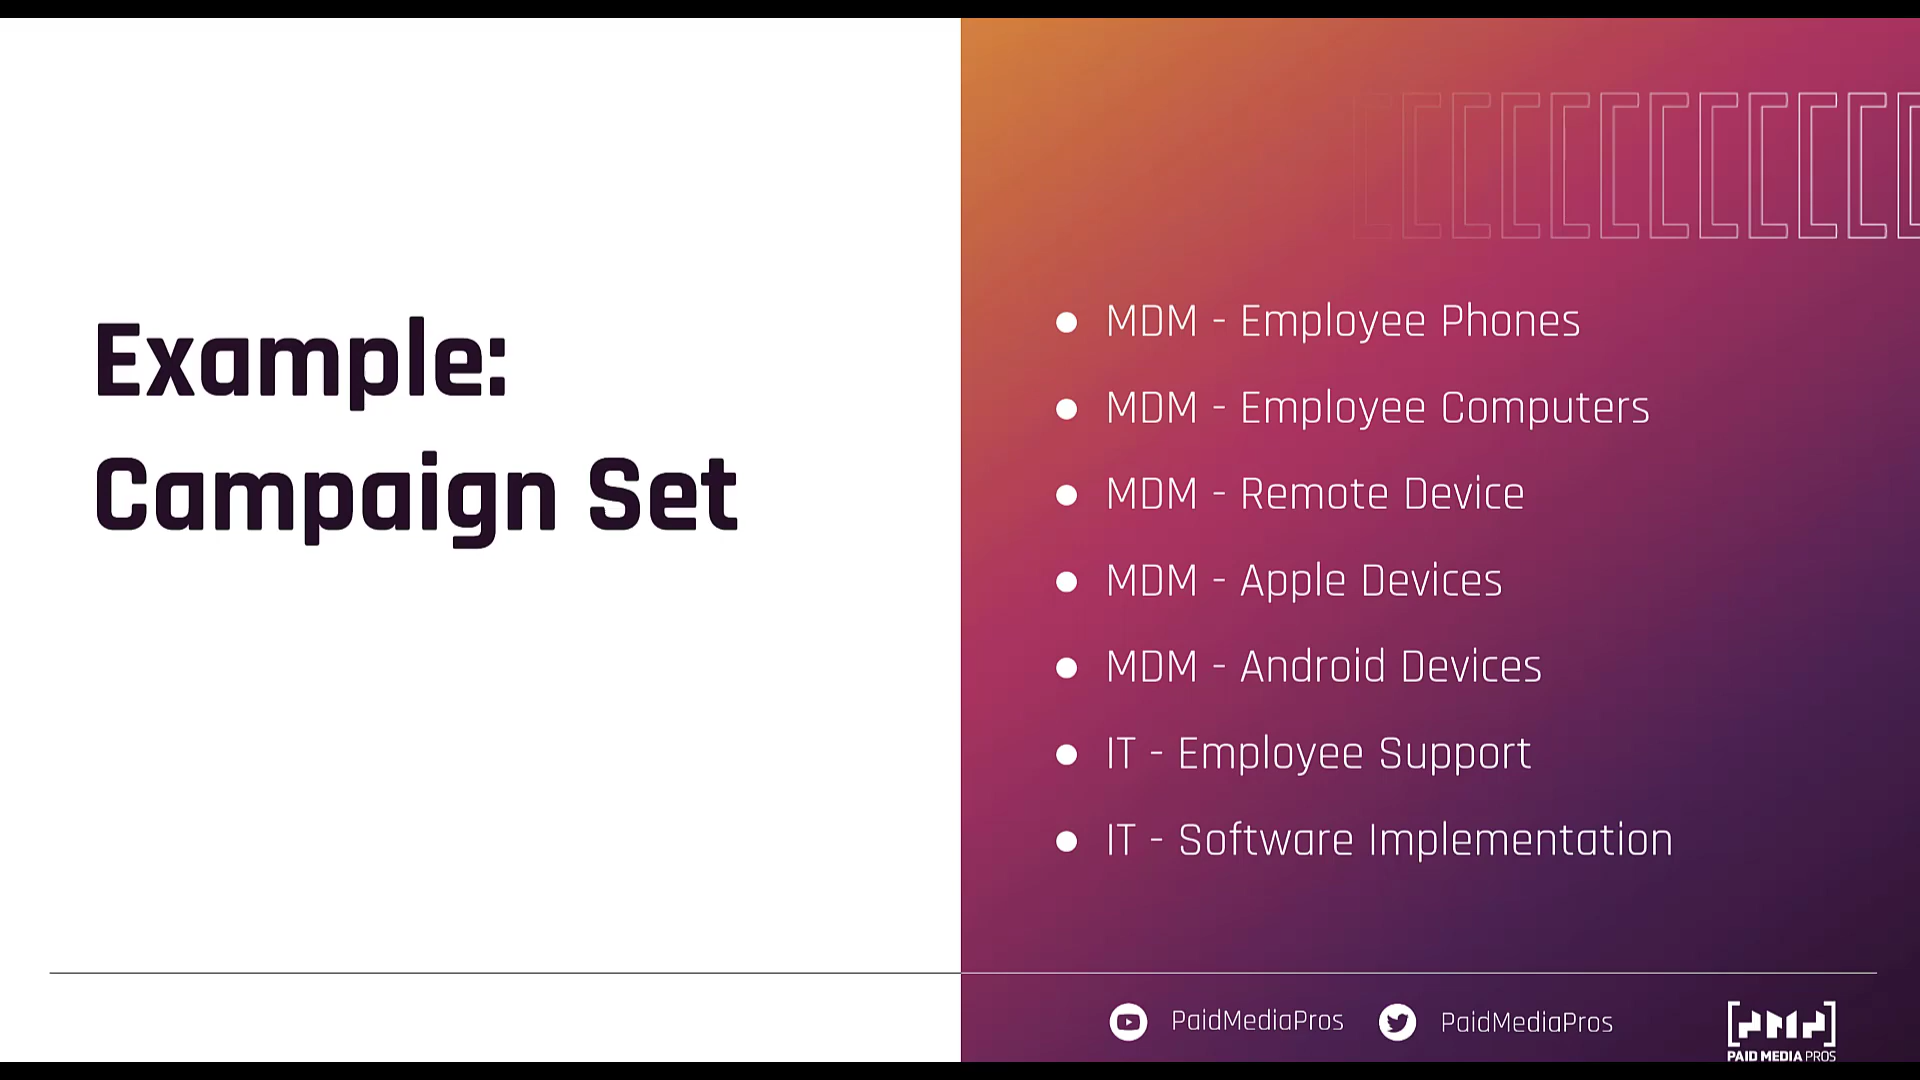 Example:
Campaign Set
MDM - Employee Phones
MDM - Employee Computers
MDM - Remote Device
MDM - Apple Devices
MDM - Android Devices
IT - Employee Support
IT - Software Implementation
PaidMediaPros
PaidMediaPros
PMP
PAID MEDIA PROS